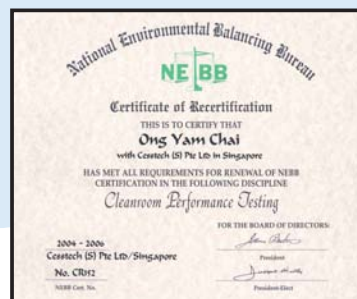 National Environmental Balancing Bureau
NEBB
Certificate of Recertification
THIS IS TO CERTIFY THAT
Ong Yam Chai
with Cesstech (S) Pte Ltd in Singapore
HAS MET ALL REQUIREMENTS FOR RENEWAL OF NEBB
CERTIFICATION IN THE FOLLOWING DISCIPLINE
Cleanroom Performance Testing
FOR THE BOARD OF DIRECTORS:
2004 - 2006
Cesstech (S) Pte Ltd/Singapore
President
No. CR152
NEBB Cert. No.
President-Elect